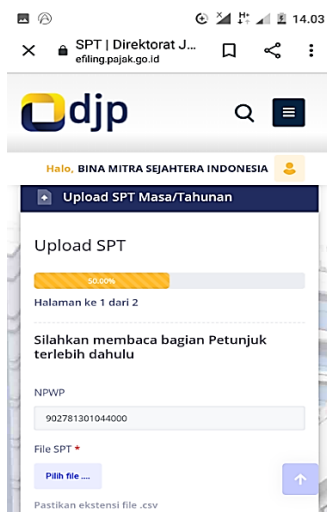 14.03
SPT | Direktorat J...
efiling.pajak.go.id
djp
Halo, BINA MITRA SEJAHTERA INDONESIA
Upload SPT Masa/Tahunan
Upload SPT
50.00%
Halaman ke 1 dari 2
Silahkan membaca bagian Petunjuk
terlebih dahulu
NPWP
902781301044000
File SPT *
Pilih file ....
Pastikan ekstensi file .csv